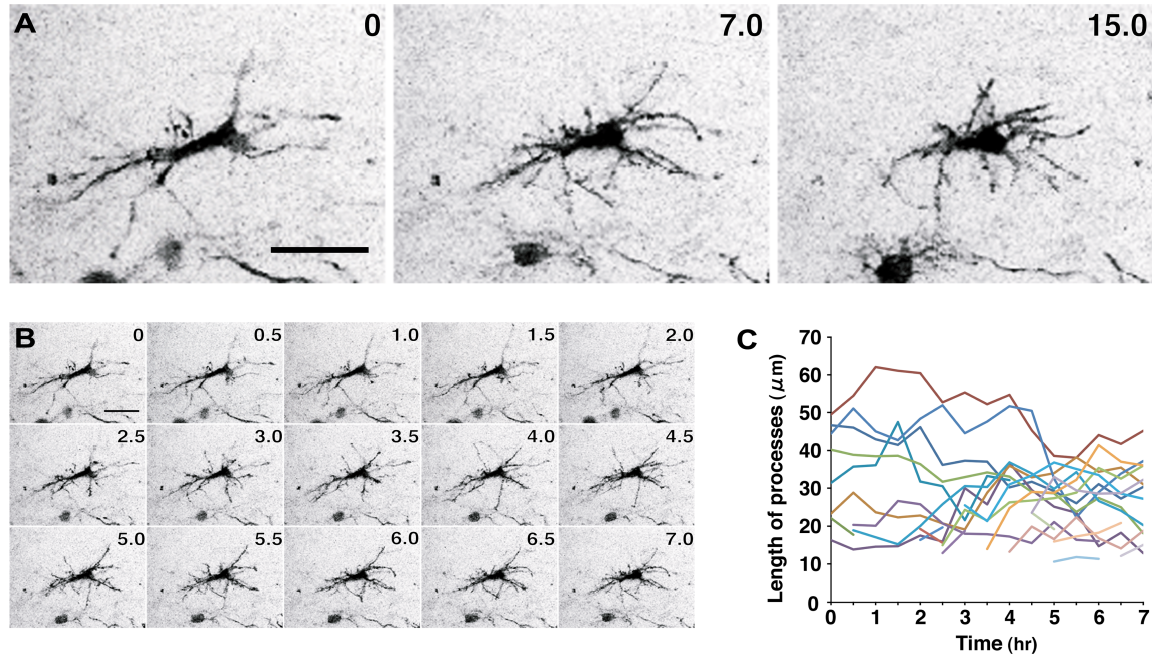 A 0 7.0 15.0
B 0 0.5 1.0 1.5 2.0
2.5 3.0 3.5 4.0 4.5
5.0 5.5 6.0 6.5 7.0
C
Length of processes (μm)
70
60
50
40
30
20
10
0
0 1 2 3 4 5 6 7
Time (hr)